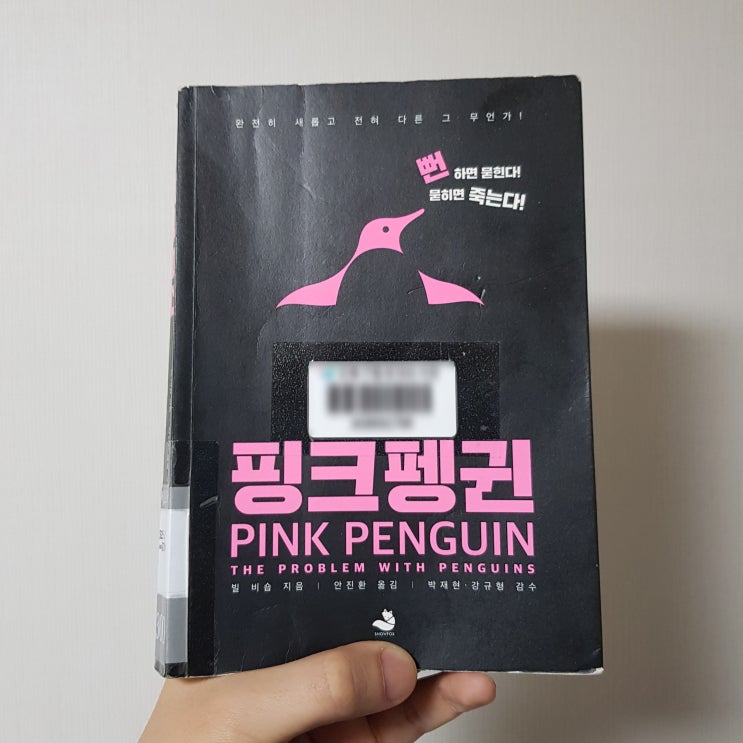 완전히 새롭고 전혀 다른 그 무언가!
뻔 하면 묻힌다!
묻히면 죽는다!
핑크펭귄
PINK PENGUIN
THE PROBLEM WITH PENGUINS
빌 비숍 지음 | 안진환 옮김 | 박재현·강규형 감수
SNOWFOX